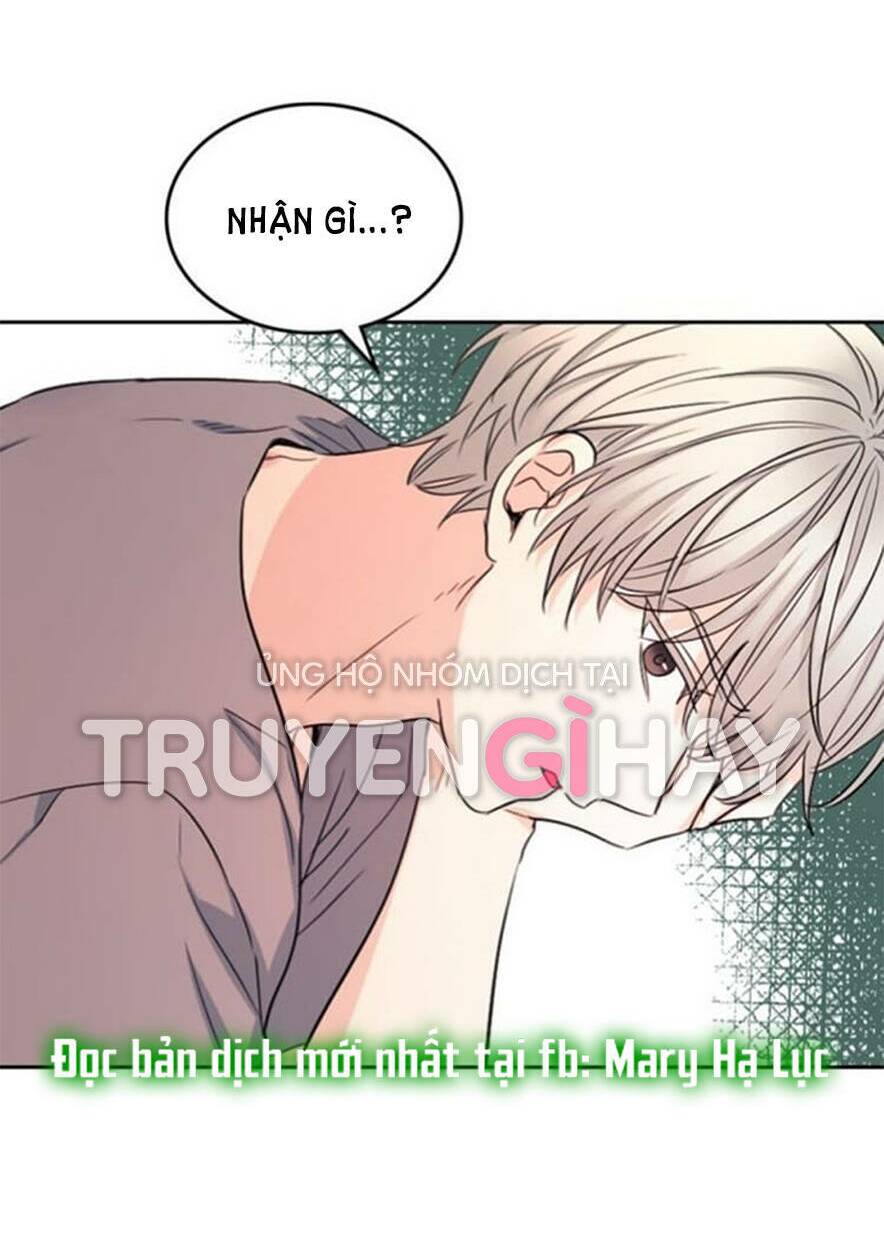 NHẬN GÌ...?
ỦNG HỘ NHÓM DỊCH TẠI
TRUYENGÌHAY
Đọc bản dịch mới nhất tại fb: Mary Hạ Lục